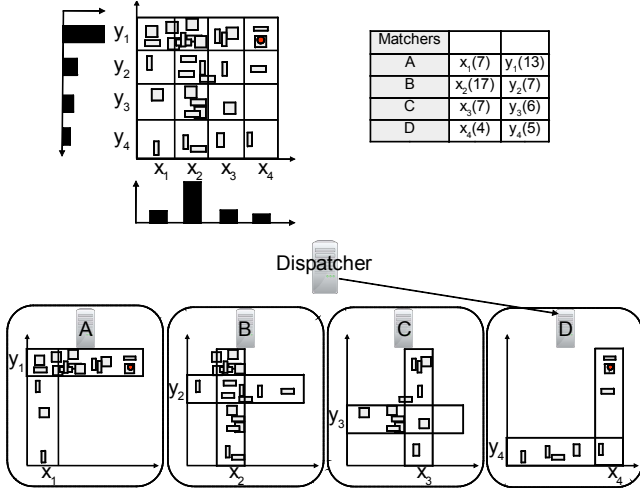 y1
y2
y3
y4
x1 x2 x3 x4
Matchers
A x1(7) y1(13)
B x2(17) y2(7)
C x3(7) y3(6)
D x4(4) y4(5)
Dispatcher
A
y1
x1
B
y2
x2
C
y3
x3
D
y4
x4